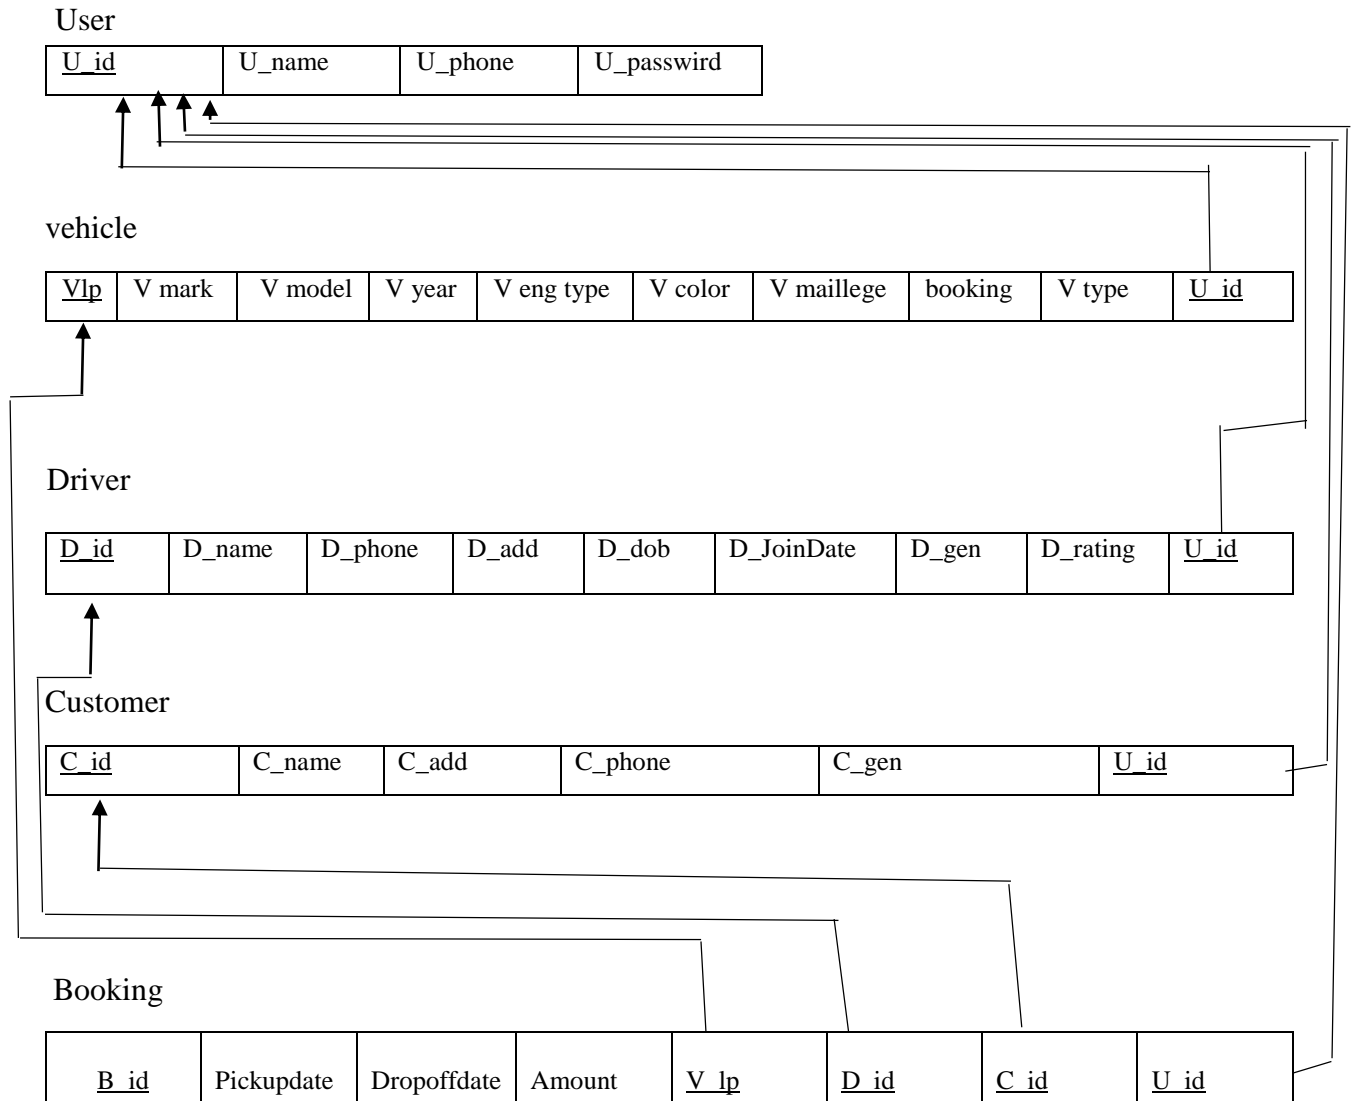 User
U_id U_name U_phone U_passwird
vehicle
Vlp V mark V model V year V eng type V color V maillege booking V type U_id
Driver
D_id D_name D_phone D_add D_dob D_JoinDate D_gen D_rating U_id
Customer
C_id C_name C_add C_phone C_gen U_id
Booking
B_id Pickupdate Dropoffdate Amount V_lp D_id C_id U_id